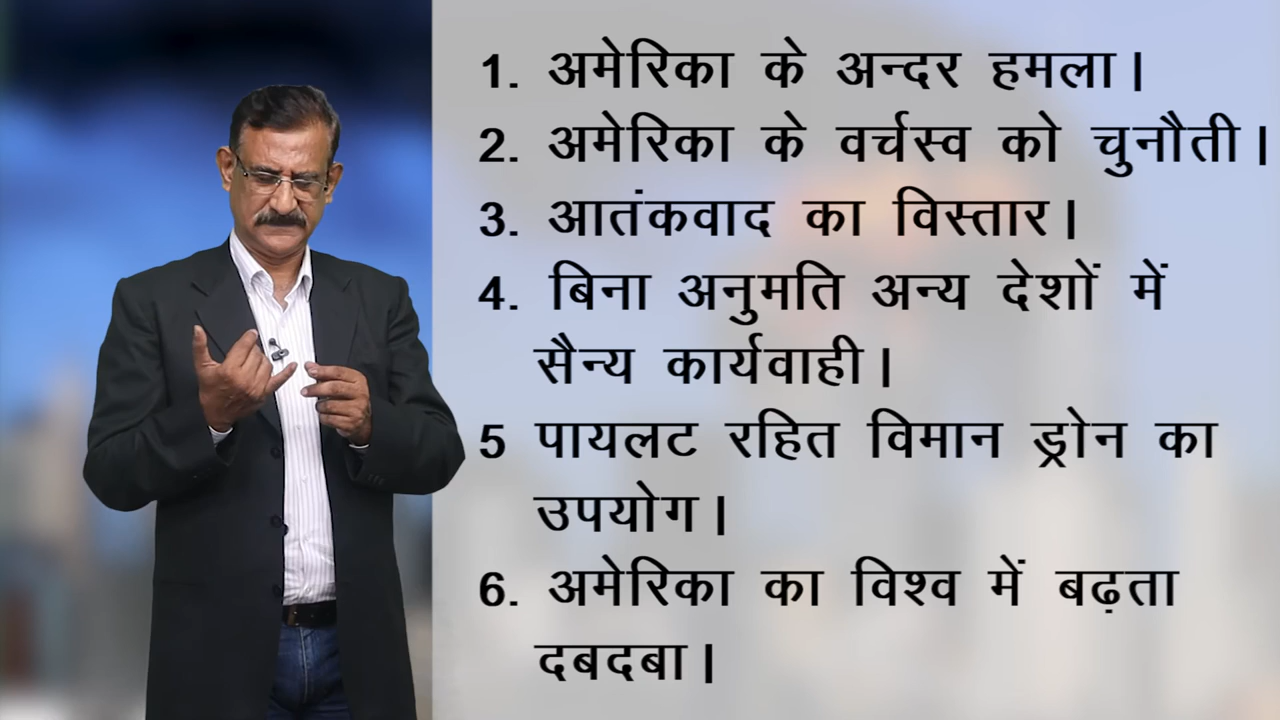 1. अमेरिका के अन्दर हमला।
2. अमेरिका के वर्चस्व को चुनौती।
3. आतंकवाद का विस्तार।
4. बिना अनुमति अन्य देशों में
सैन्य कार्यवाही।
5 पायलट रहित विमान ड्रोन का
उपयोग।
6. अमेरिका का विश्व में बढ़ता
दबदबा।